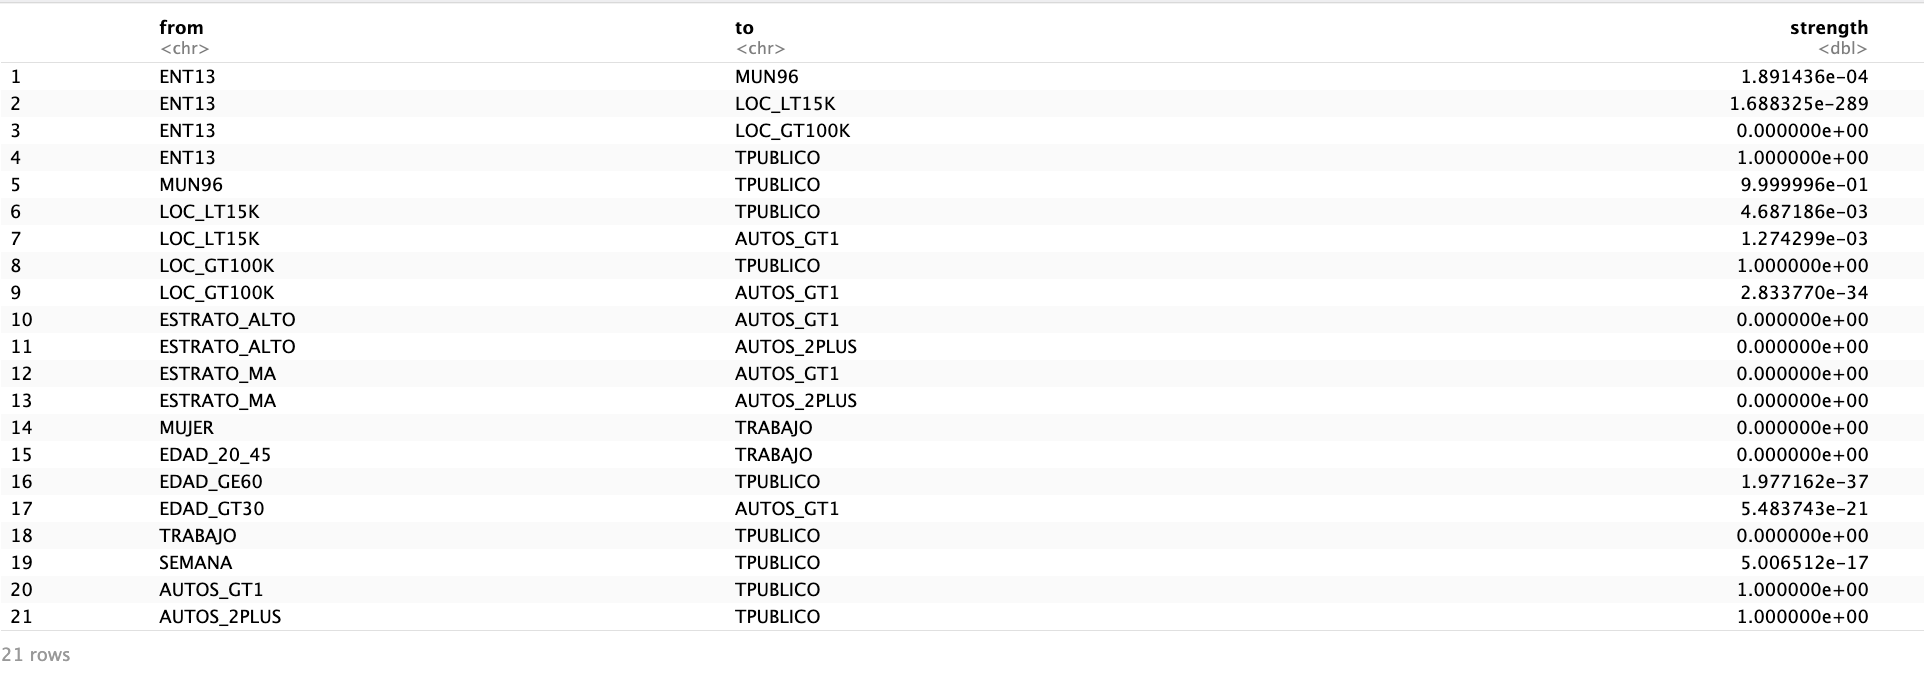 from to strength
<chr> <chr> <dbl>
1 ENT13 MUN96 1.891436e-04
2 ENT13 LOC_LT15K 1.688325e-289
3 ENT13 LOC_GT100K 0.000000e+00
4 ENT13 TPUBLICO 1.000000e+00
5 MUN96 TPUBLICO 9.999996e-01
6 LOC_LT15K TPUBLICO 4.687186e-03
7 LOC_LT15K AUTOS_GT1 1.274299e-03
8 LOC_GT100K TPUBLICO 1.000000e+00
9 LOC_GT100K AUTOS_GT1 2.833770e-34
10 ESTRATO_ALTO AUTOS_GT1 0.000000e+00
11 ESTRATO_ALTO AUTOS_2PLUS 0.000000e+00
12 ESTRATO_MA AUTOS_GT1 0.000000e+00
13 ESTRATO_MA AUTOS_2PLUS 0.000000e+00
14 MUJER TRABAJO 0.000000e+00
15 EDAD_20_45 TRABAJO 0.000000e+00
16 EDAD_GE60 TPUBLICO 1.977162e-37
17 EDAD_GT30 AUTOS_GT1 5.483743e-21
18 TRABAJO TPUBLICO 0.000000e+00
19 SEMANA TPUBLICO 5.006512e-17
20 AUTOS_GT1 TPUBLICO 1.000000e+00
21 AUTOS_2PLUS TPUBLICO 1.000000e+00
21 rows